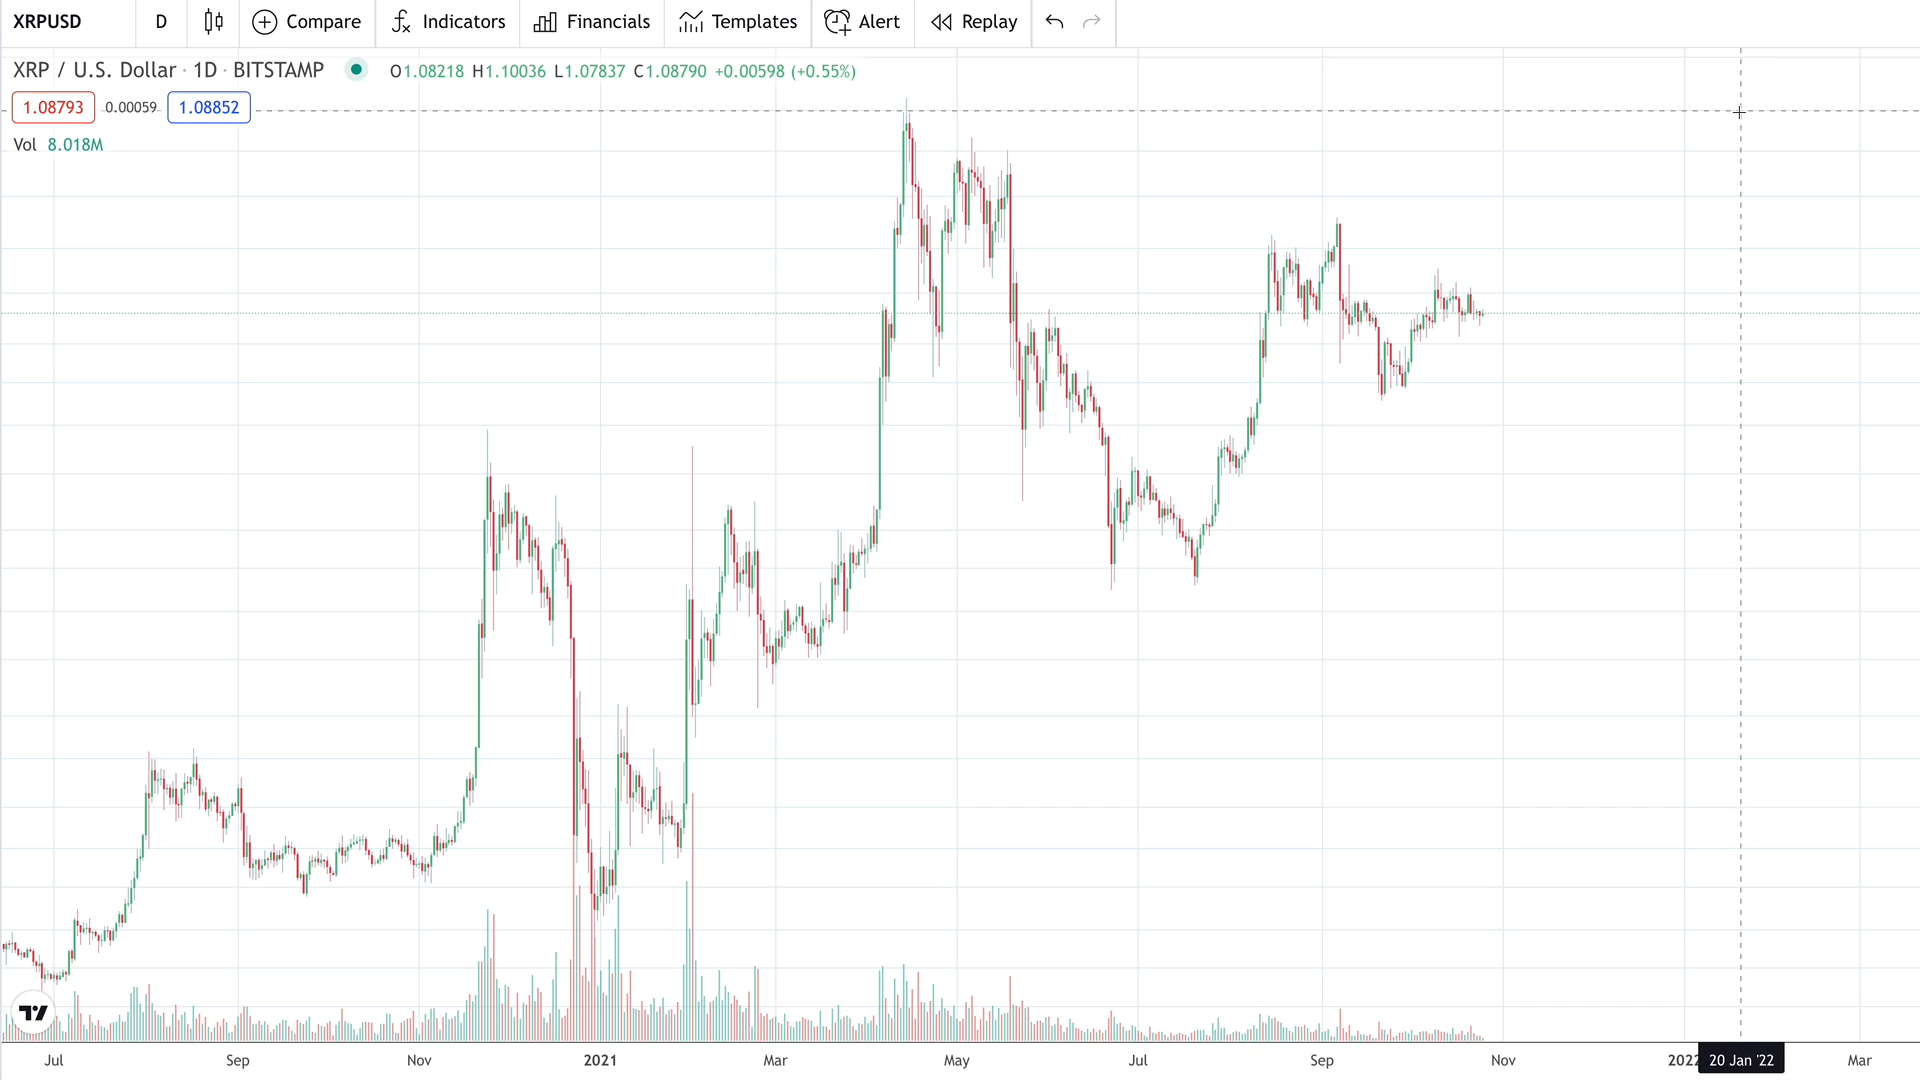 XRPUSD D Compare Indicators Financials Templates Alert Replay
XRP / U.S. Dollar · 1D · BITSTAMP O1.08218 H1.10036 L1.07837 C1.08790 +0.00598 (+0.55%)
1.08793 0.00059 1.08852
Vol 8.018M
Jul Sep Nov 2021 Mar May Jul Sep Nov 2022 20 Jan '22 Mar